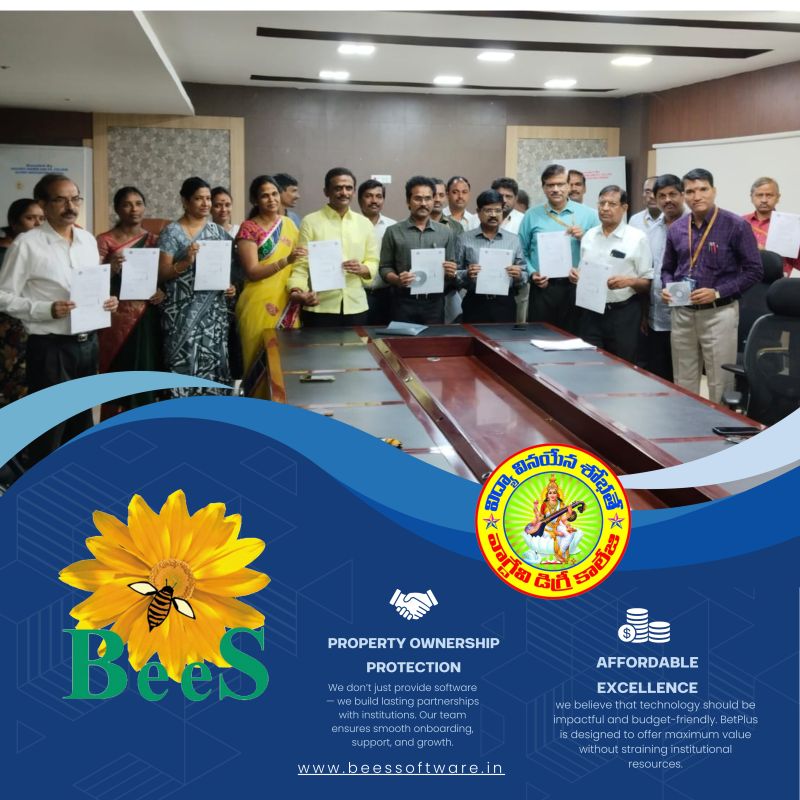 విద్యా వినయేన శోభతే
వాగ్దేవి డిగ్రీ కాలేజి
BeeS
PROPERTY OWNERSHIP
PROTECTION
We don't just provide software
— we build lasting partnerships
with institutions. Our team
ensures smooth onboarding,
support, and growth.
$
AFFORDABLE
EXCELLENCE
we believe that technology should be
impactful and budget-friendly. BetPlus
is designed to offer maximum value
without straining institutional
resources.
www.beessoftware.in